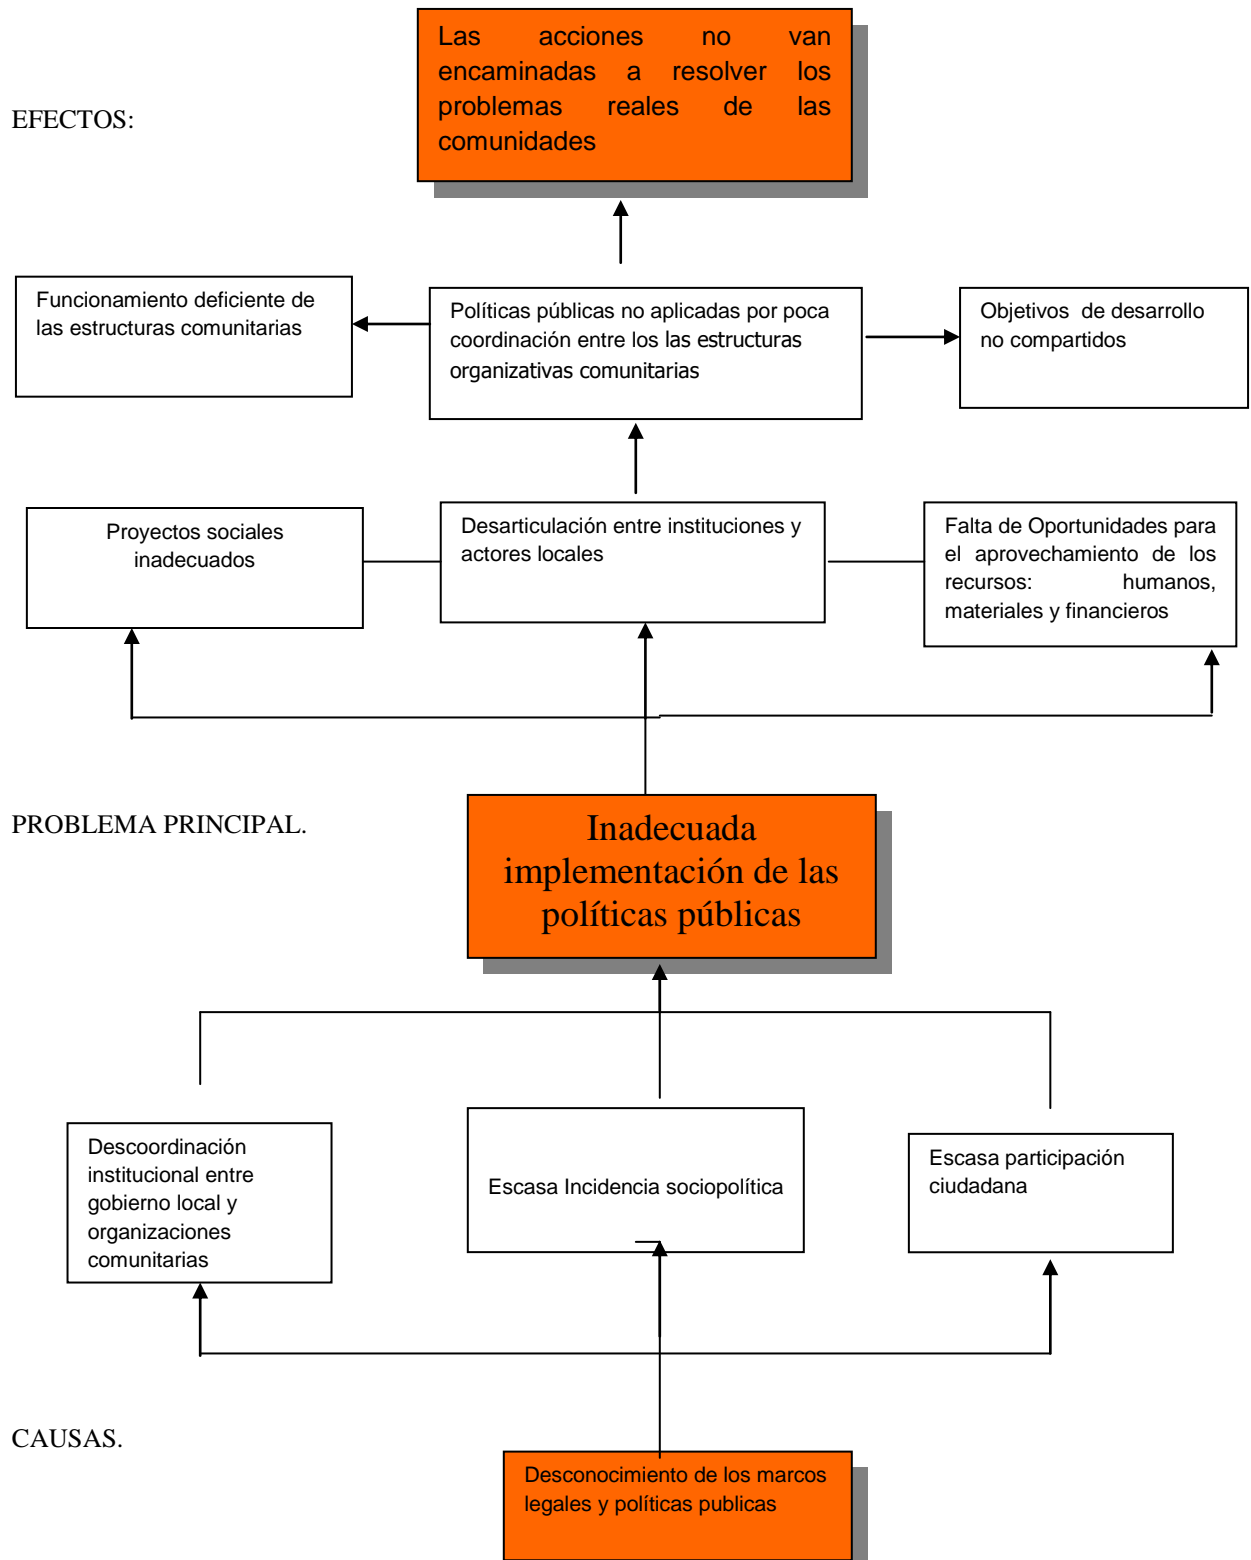 Las acciones no van
encaminadas a resolver los
problemas reales de las
comunidades
EFECTOS:
Funcionamiento deficiente de
las estructuras comunitarias
Políticas públicas no aplicadas por poca
coordinación entre los las estructuras
organizativas comunitarias
Objetivos de desarrollo
no compartidos
Proyectos sociales
inadecuados
Desarticulación entre instituciones y
actores locales
Falta de Oportunidades para
el aprovechamiento de los
recursos: humanos,
materiales y financieros
PROBLEMA PRINCIPAL.
Inadecuada
implementación de las
políticas públicas
Descoordinación
institucional entre
gobierno local y
organizaciones
comunitarias
Escasa Incidencia sociopolítica
Escasa participación
ciudadana
CAUSAS.
Desconocimiento de los marcos
legales y políticas publicas